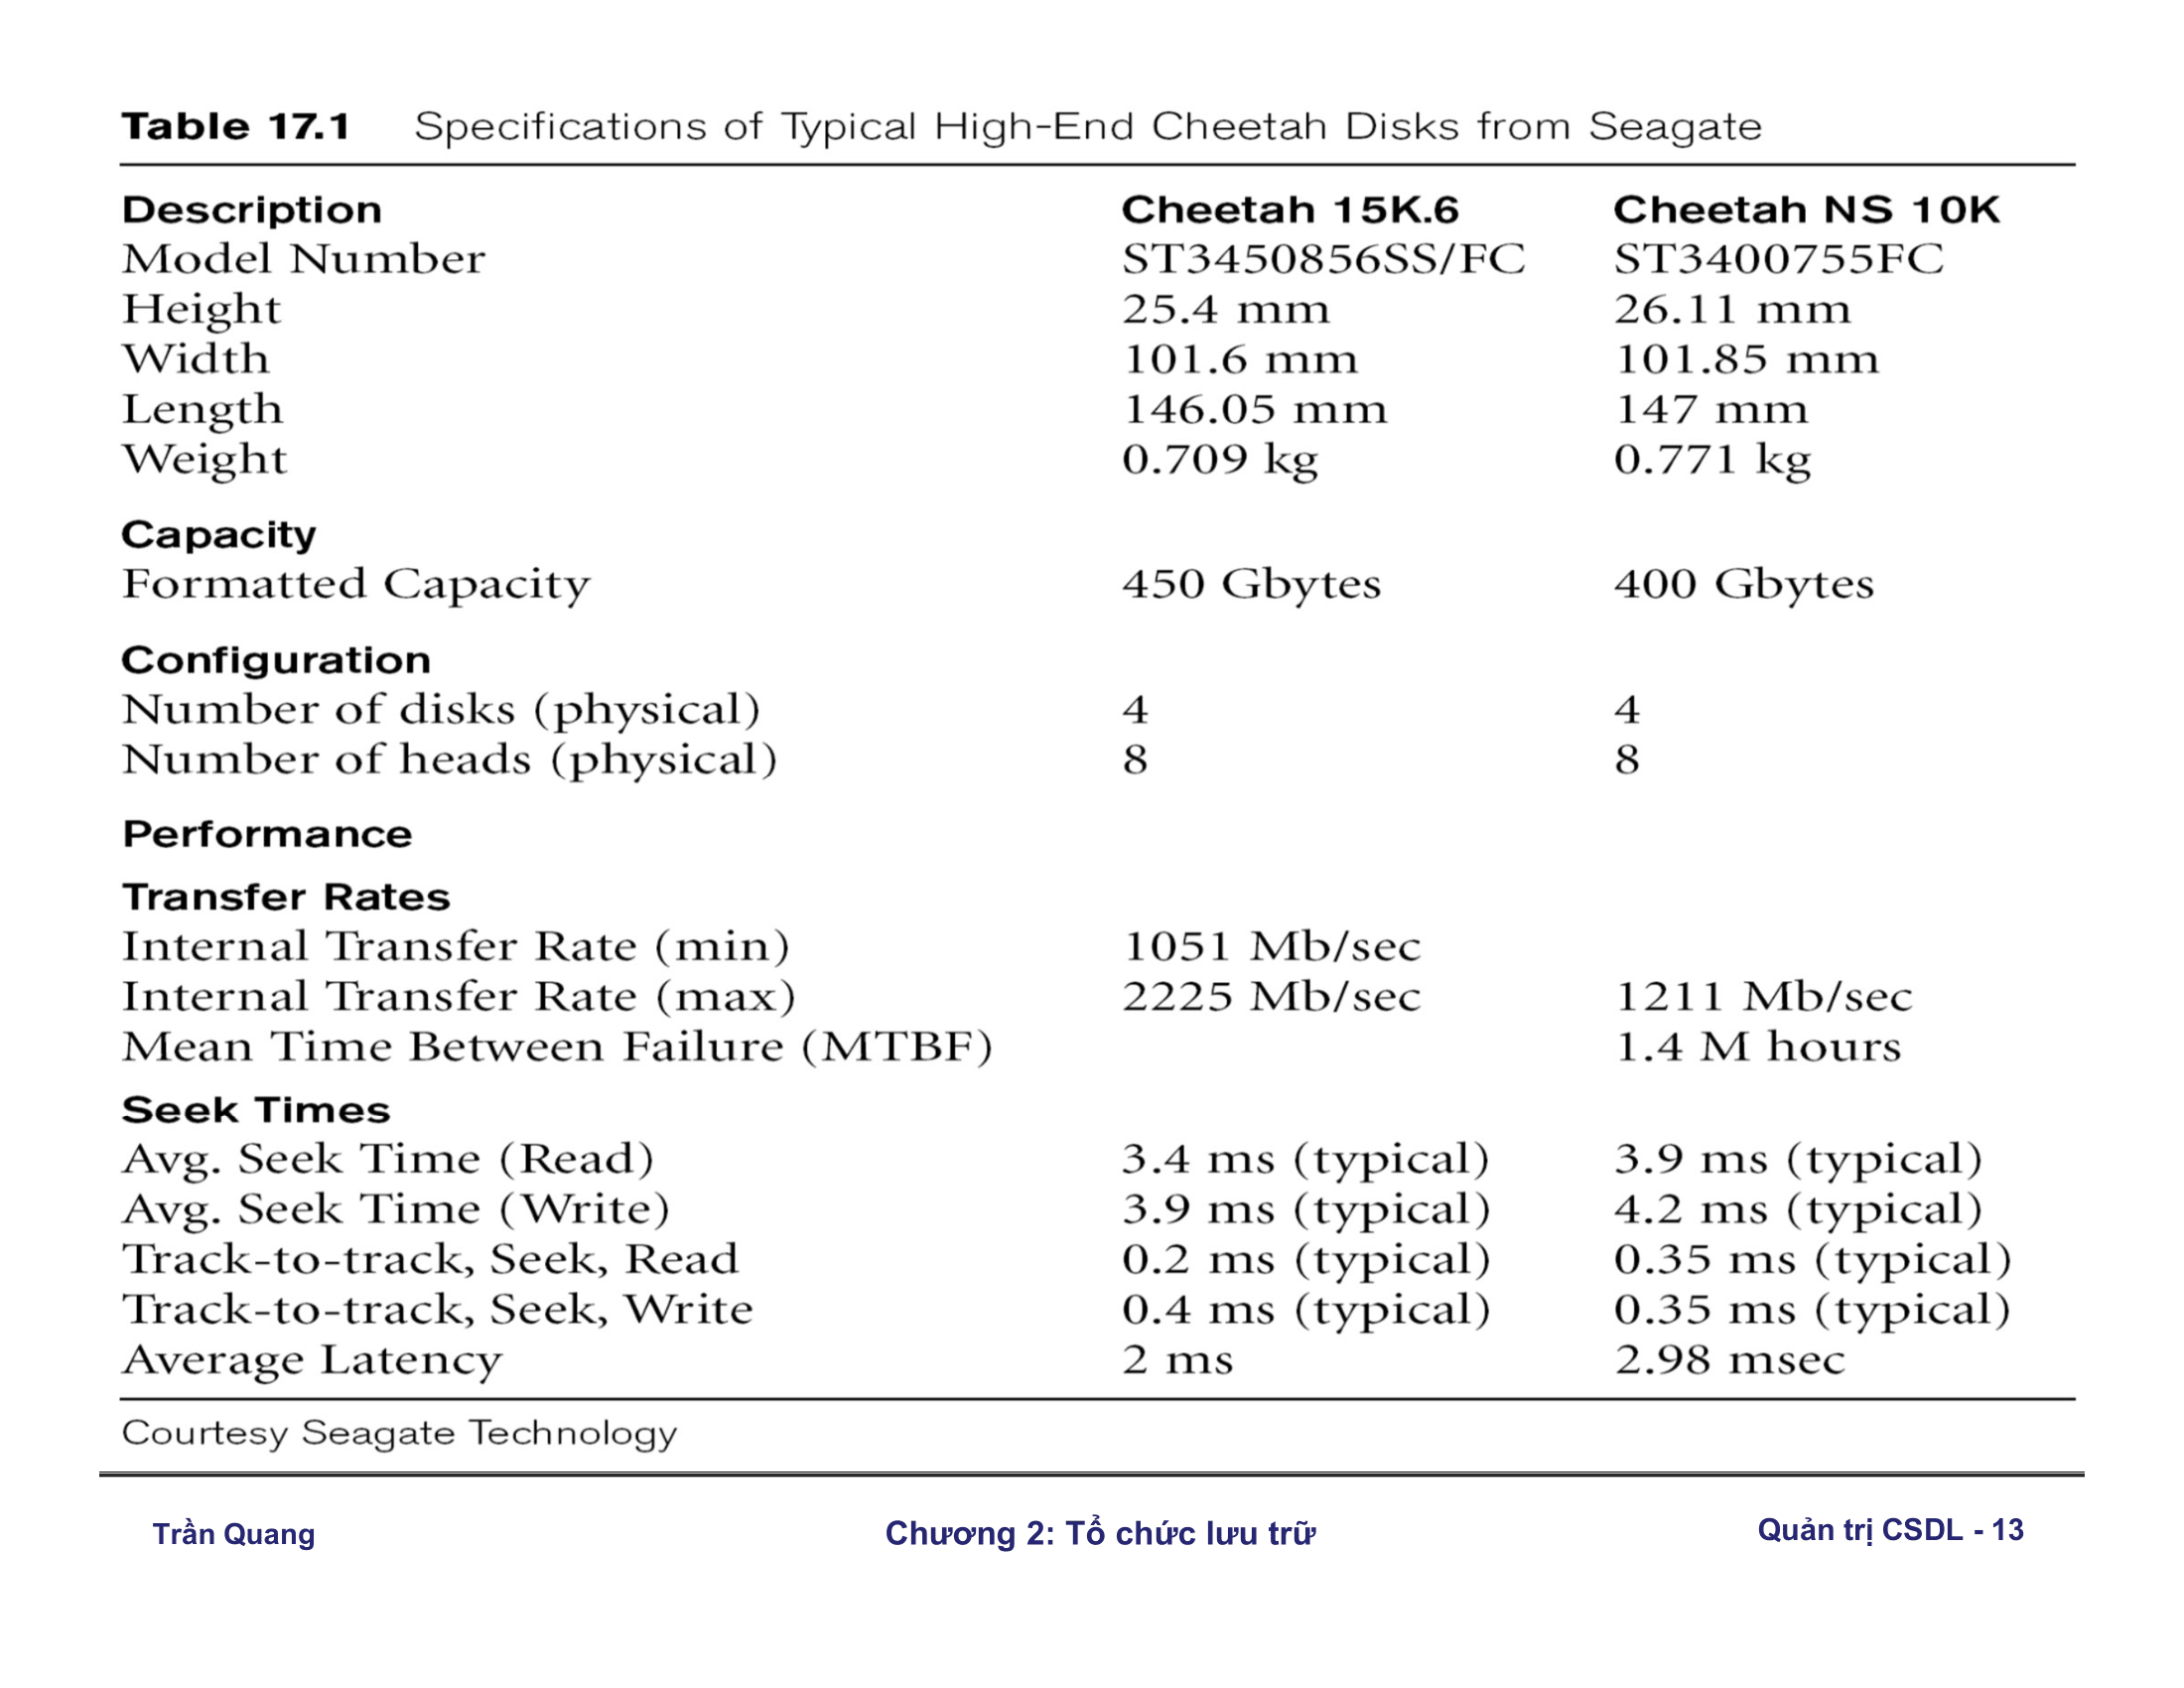 Table 17.1 Specifications of Typical High-End Cheetah Disks from Seagate
Description Cheetah 15K.6 Cheetah NS 10K
Model Number ST3450856SS/FC ST3400755FC
Height 25.4 mm 26.11 mm
Width 101.6 mm 101.85 mm
Length 146.05 mm 147 mm
Weight 0.709 kg 0.771 kg
Capacity
Formatted Capacity 450 Gbytes 400 Gbytes
Configuration
Number of disks (physical) 4 4
Number of heads (physical) 8 8
Performance
Transfer Rates
Internal Transfer Rate (min) 1051 Mb/sec
Internal Transfer Rate (max) 2225 Mb/sec 1211 Mb/sec
Mean Time Between Failure (MTBF) 1.4 M hours
Seek Times
Avg. Seek Time (Read) 3.4 ms (typical) 3.9 ms (typical)
Avg. Seek Time (Write) 3.9 ms (typical) 4.2 ms (typical)
Track-to-track, Seek, Read 0.2 ms (typical) 0.35 ms (typical)
Track-to-track, Seek, Write 0.4 ms (typical) 0.35 ms (typical)
Average Latency 2 ms 2.98 msec
Courtesy Seagate Technology
Trần Quang Chương 2: Tổ chức lưu trữ Quản trị CSDL - 13